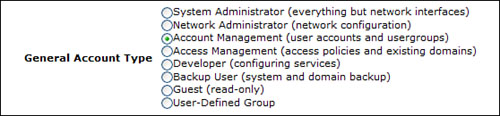 General Account Type
System Administrator (everything but network interfaces)
Network Administrator (network configuration)
Account Management (user accounts and usergroups)
Access Management (access policies and existing domains)
Developer (configuring services)
Backup User (system and domain backup)
Guest (read-only)
User-Defined Group